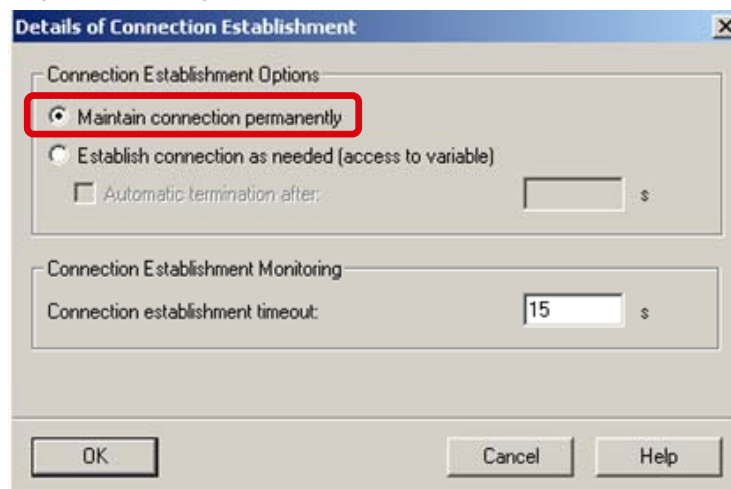 Details of Connection Establishment
Connection Establishment Options
Maintain connection permanently
Establish connection as needed (access to variable)
Automatic termination after: s
Connection Establishment Monitoring
Connection establishment timeout: 15 s
OK Cancel Help